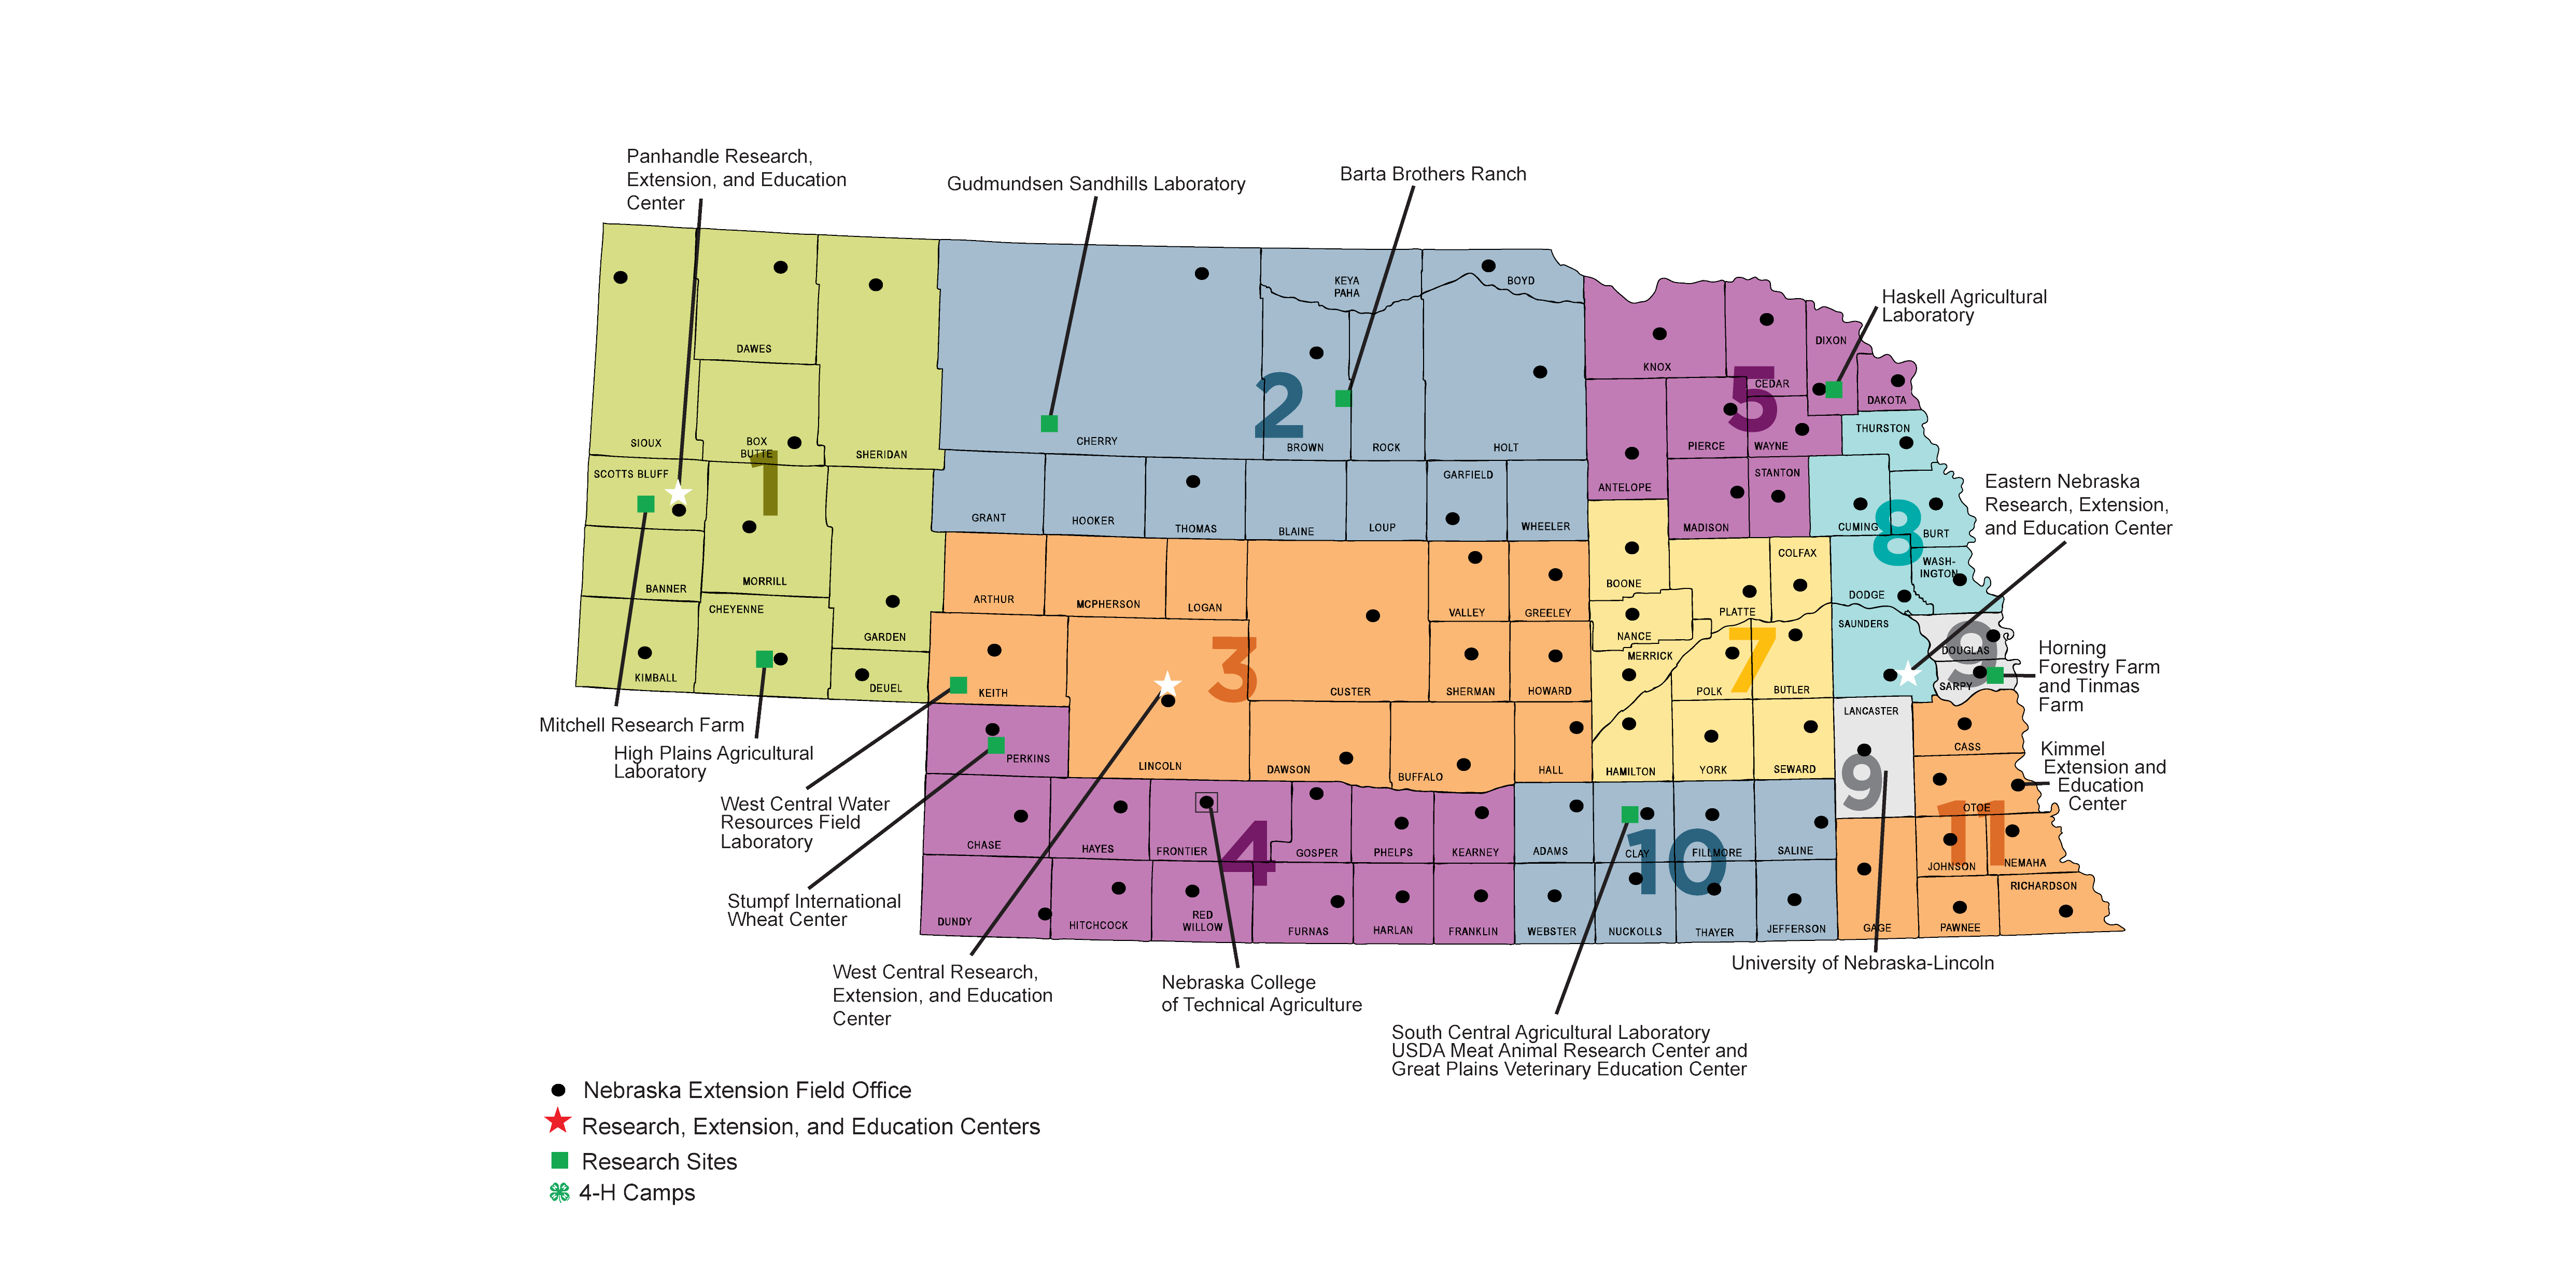 Panhandle Research,
Extension, and Education
Center
Gudmundsen Sandhills Laboratory
Barta Brothers Ranch
Haskell Agricultural
Laboratory
Eastern Nebraska
Research, Extension,
and Education Center
Horning
Forestry Farm
and Tinmas
Farm
Kimmel
Extension and
Education
Center
SIOUX
DAWES
BOX
BUTTE
SHERIDAN
SCOTTS BLUFF
1
BANNER
MORRILL
CHEYENNE
GARDEN
KIMBALL
DEUEL
KEYA
PAHA
BOYD
2
CHERRY
BROWN
ROCK
HOLT
GRANT
HOOKER
THOMAS
BLAINE
LOUP
GARFIELD
WHEELER
ARTHUR
MCPHERSON
LOGAN
VALLEY
GREELEY
3
KEITH
CUSTER
SHERMAN
HOWARD
LINCOLN
DAWSON
BUFFALO
HALL
PERKINS
CHASE
HAYES
FRONTIER
4
GOSPER
PHELPS
KEARNEY
DUNDY
HITCHCOCK
RED
WILLOW
FURNAS
HARLAN
FRANKLIN
KNOX
CEDAR
DIXON
DAKOTA
5
ANTELOPE
PIERCE
WAYNE
MADISON
STANTON
THURSTON
CUMING
8
BURT
DODGE
WASH-
INGTON
SAUNDERS
BOONE
PLATTE
COLFAX
NANCE
MERRICK
7
POLK
BUTLER
HAMILTON
YORK
SEWARD
9
DOUGLAS
SARPY
LANCASTER
9
CASS
OTOE
11
JOHNSON
NEMAHA
GAGE
PAWNEE
RICHARDSON
ADAMS
CLAY
10
FILLMORE
SALINE
WEBSTER
NUCKOLLS
THAYER
JEFFERSON
Mitchell Research Farm
High Plains Agricultural
Laboratory
West Central Water
Resources Field
Laboratory
Stumpf International
Wheat Center
West Central Research,
Extension, and Education
Center
Nebraska College
of Technical Agriculture
University of Nebraska-Lincoln
South Central Agricultural Laboratory
USDA Meat Animal Research Center and
Great Plains Veterinary Education Center
Nebraska Extension Field Office
Research, Extension, and Education Centers
Research Sites
4-H Camps